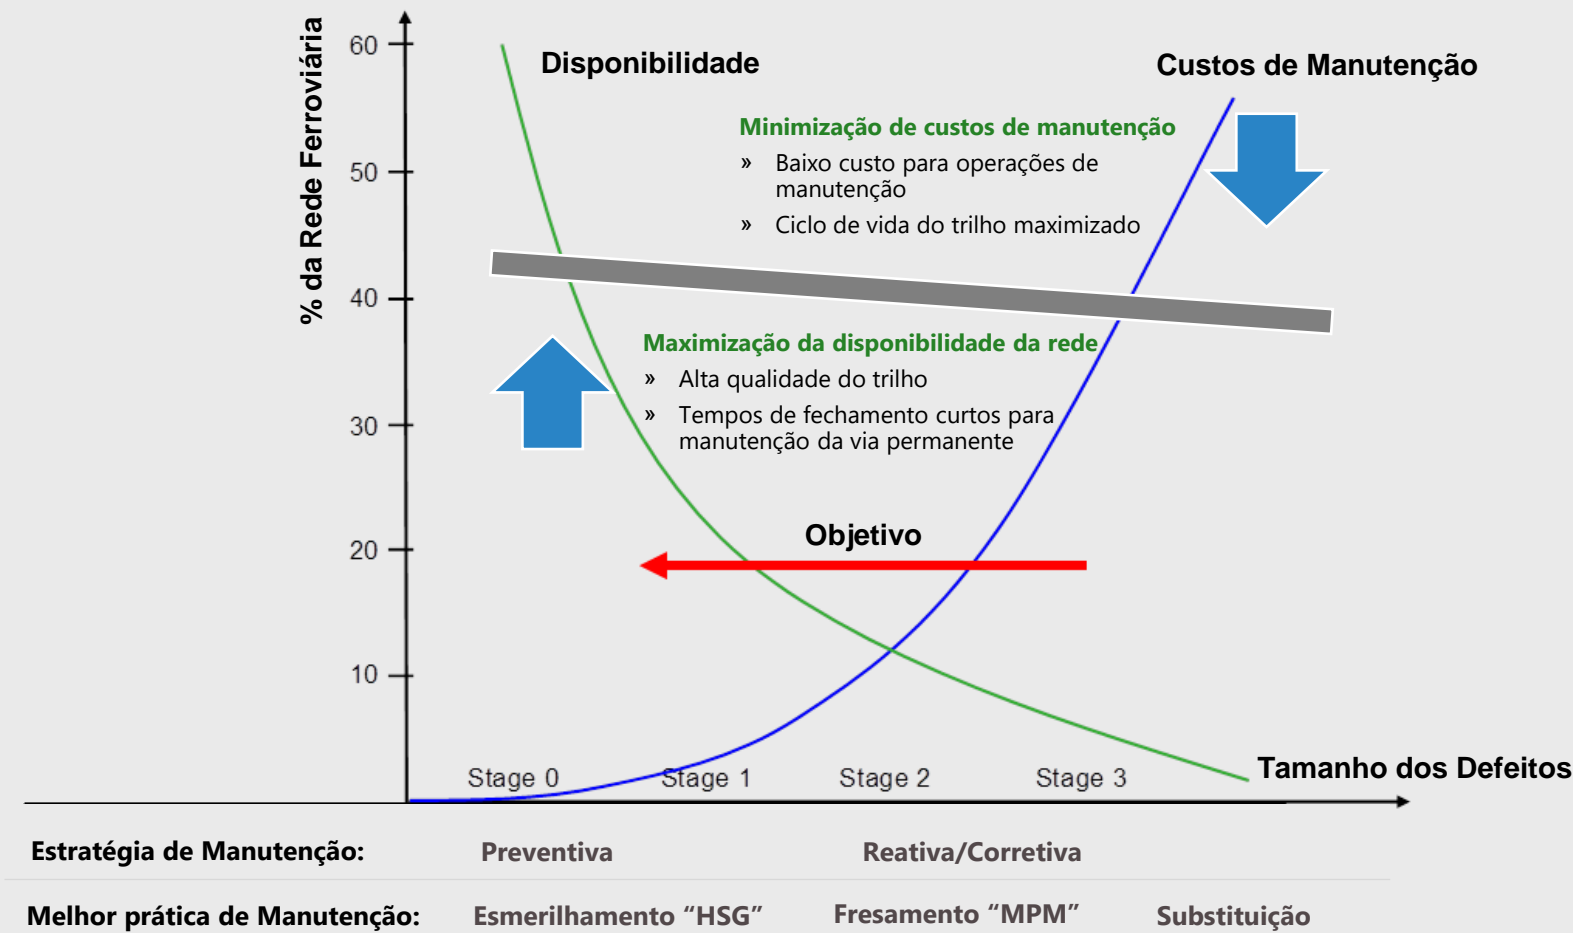 % da Rede Ferroviária
60
50
40
30
20
10
Disponibilidade
Custos de Manutenção
Minimização de custos de manutenção
» Baixo custo para operações de
manutenção
» Ciclo de vida do trilho maximizado
Maximização da disponibilidade da rede
» Alta qualidade do trilho
» Tempos de fechamento curtos para
manutenção da via permanente
Objetivo
Stage 0 Stage 1 Stage 2 Stage 3
Tamanho dos Defeitos
Estratégia de Manutenção: Preventiva Reativa/Corretiva
Melhor prática de Manutenção: Esmerilhamento “HSG” Fresamento “MPM” Substituição